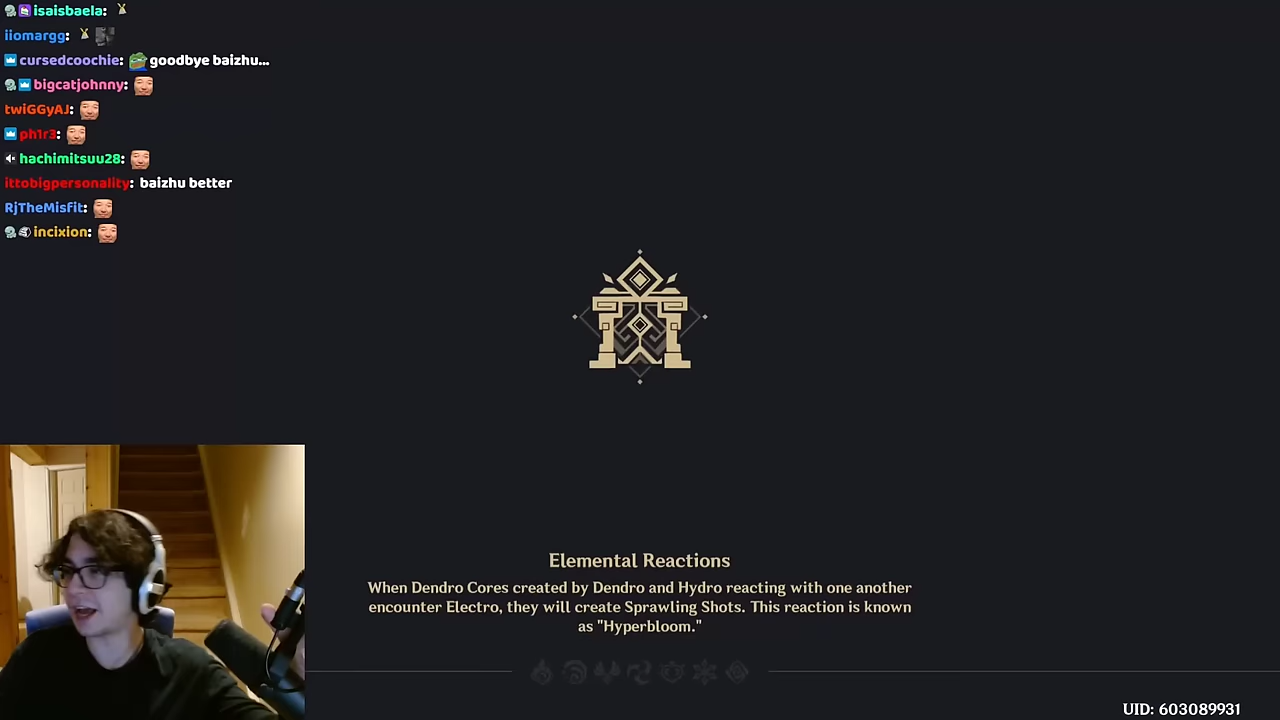 isaisbaela:
iiomargg:
cursedcoochie: goodbye baizhu...
bigcatjohnny:
twiGGyAJ:
ph1r3:
hachimitsuu28:
ittobigpersonality: baizhu better
RjTheMisfit:
incixion:
Elemental Reactions
When Dendro Cores created by Dendro and Hydro reacting with one another
encounter Electro, they will create Sprawling Shots. This reaction is known
as "Hyperbloom."
UID: 603089931